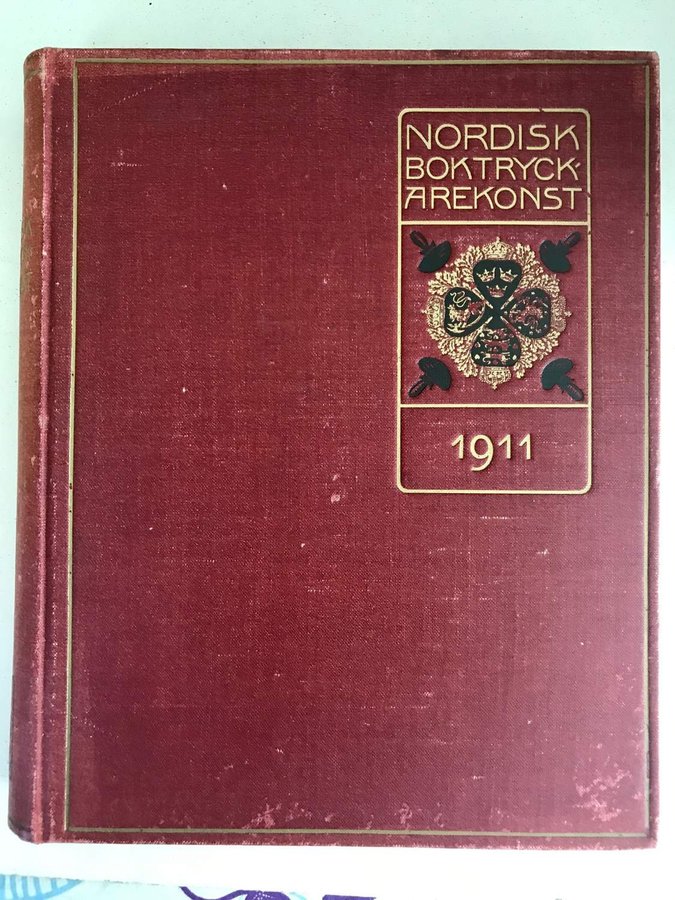 NORDISK
BOKTRYCK-
AREKONST
1911